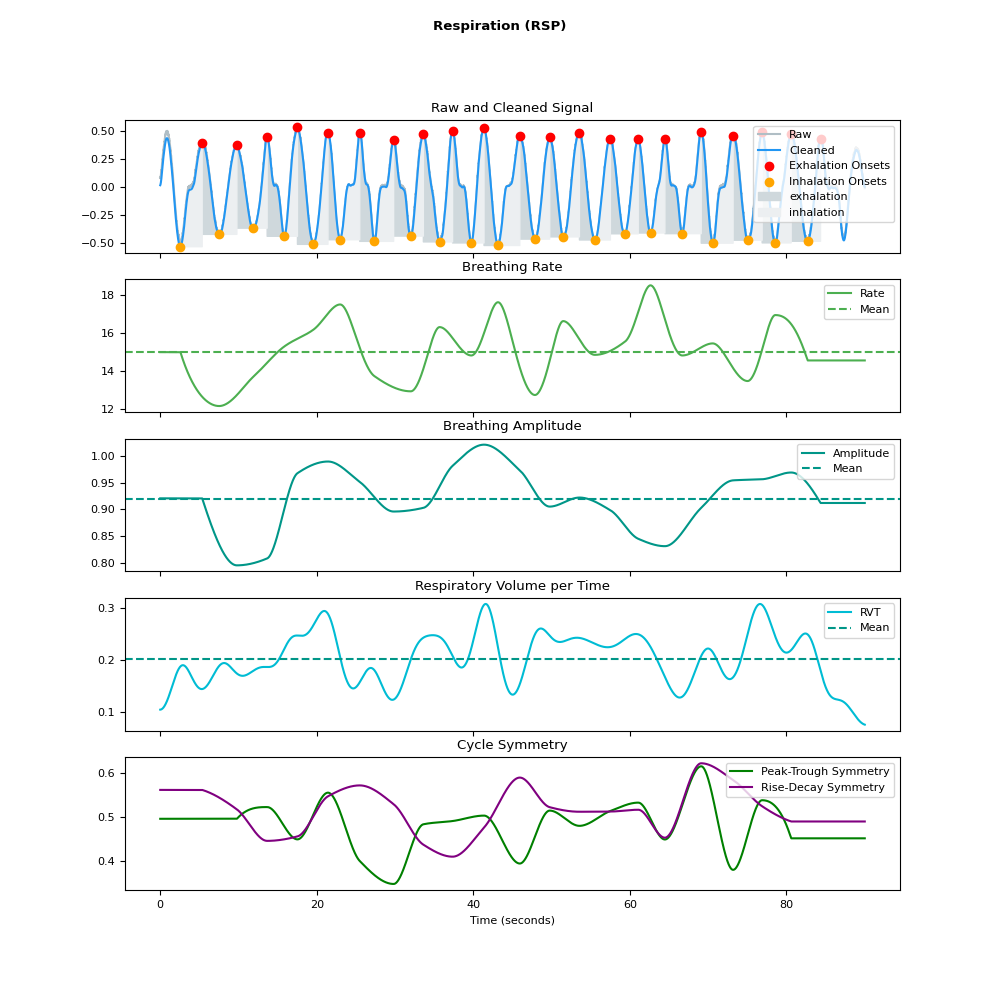 Respiration (RSP)
Raw and Cleaned Signal
0.50
0.25
0.00
−0.25
−0.50
Raw
Cleaned
Exhalation Onsets
Inhalation Onsets
exhalation
inhalation
Breathing Rate
18
16
14
12
Rate
Mean
Breathing Amplitude
1.00
0.95
0.90
0.85
0.80
Amplitude
Mean
Respiratory Volume per Time
0.3
0.2
0.1
RVT
Mean
Cycle Symmetry
0.6
0.5
0.4
Peak-Trough Symmetry
Rise-Decay Symmetry
0 20 40 60 80
Time (seconds)